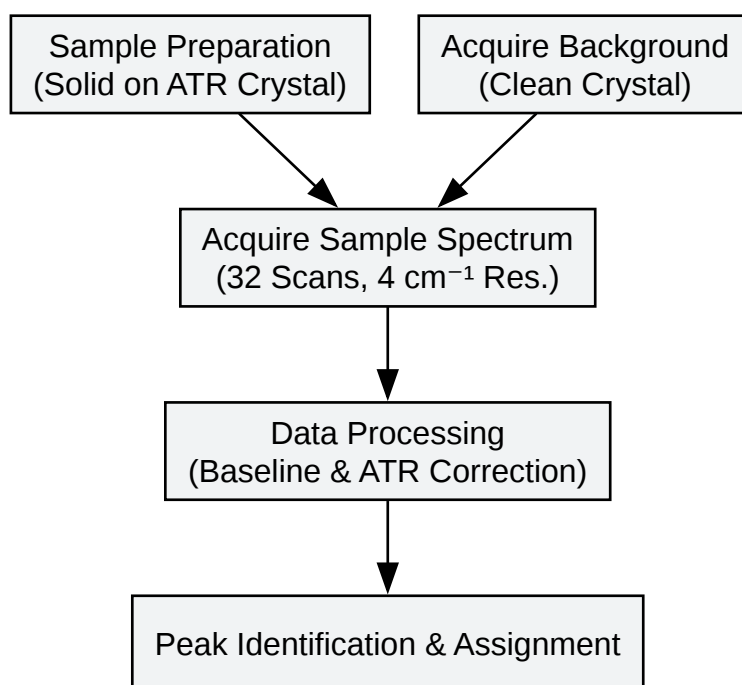 Sample Preparation
(Solid on ATR Crystal)
Acquire Background
(Clean Crystal)
Acquire Sample Spectrum
(32 Scans, 4 cm⁻¹ Res.)
Data Processing
(Baseline & ATR Correction)
Peak Identification & Assignment